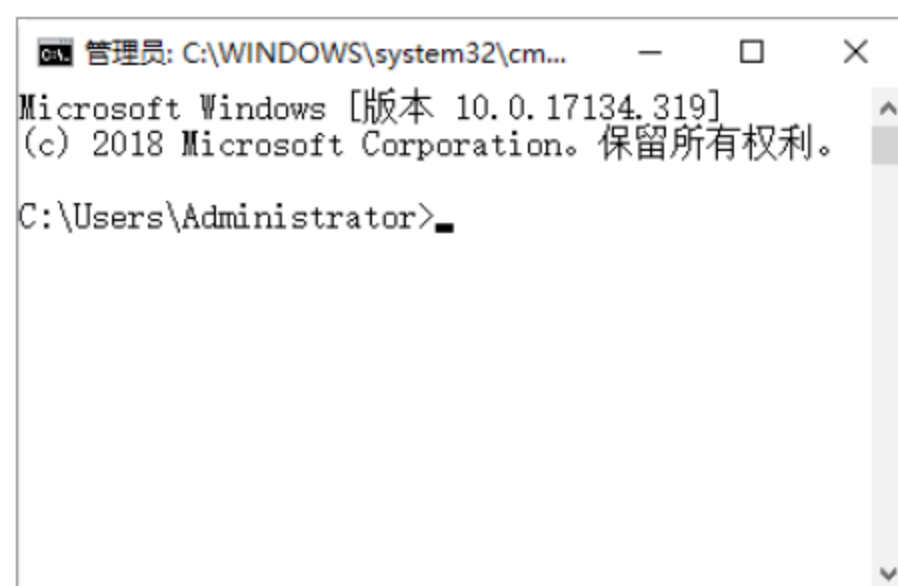 管理员: C:\WINDOWS\system32\cm...
Microsoft Windows [版本 10.0.17134.319]
(c) 2018 Microsoft Corporation。保留所有权利。
C:\Users\Administrator>